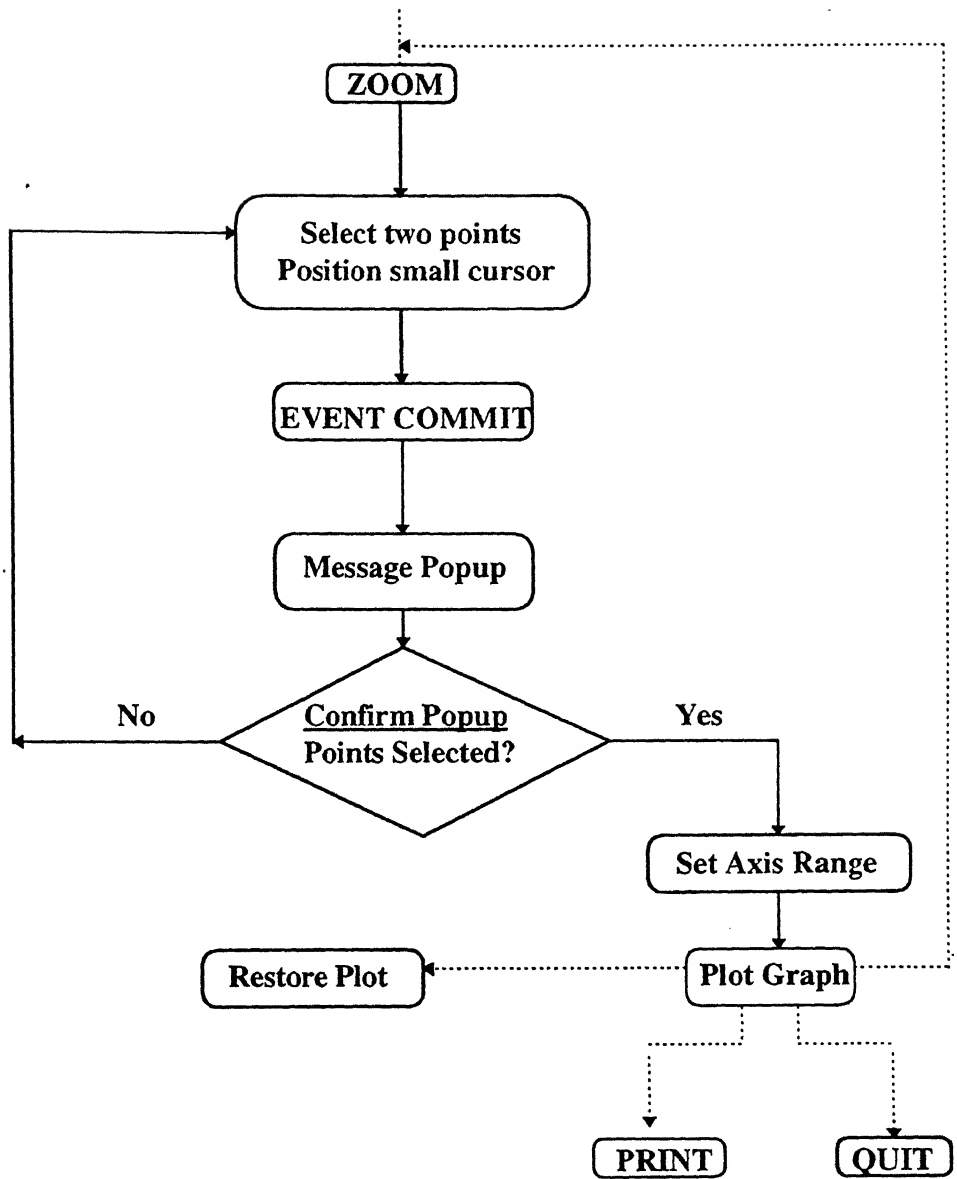 ZOOM
Select two points
Position small cursor
EVENT COMMIT
Message Popup
No
Confirm Popup
Yes
Points Selected?
Set Axis Range
Restore Plot
Plot Graph
PRINT
QUIT